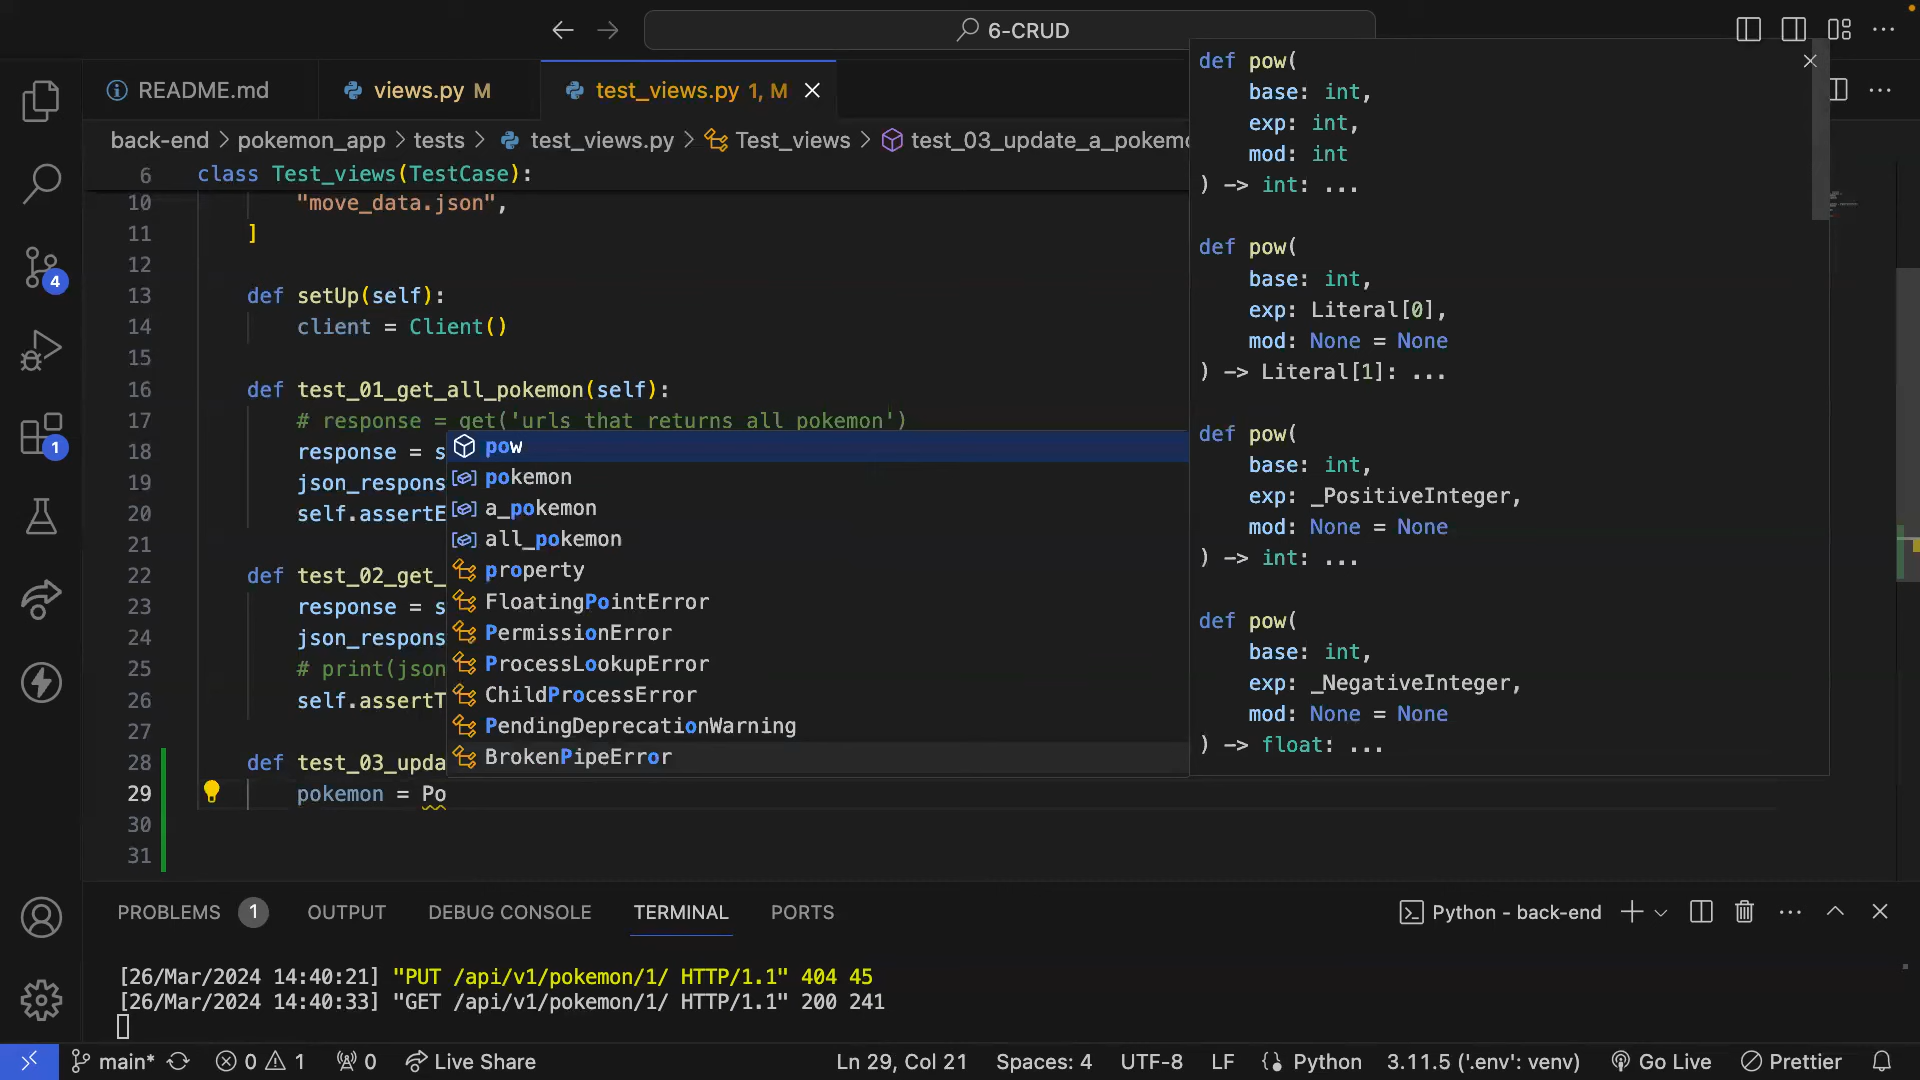 6-CRUD
README.md
views.py M
test_views.py 1, M
back-end > pokemon_app > tests > test_views.py > Test_views > test_03_update_a_pokemo
6 class Test_views(TestCase):
10 "move_data.json",
11 ]
12
13 def setUp(self):
14 client = Client()
15
16 def test_01_get_all_pokemon(self):
17 # response = get('urls that returns all pokemon')
18 response = s
19 json_respons
20 self.assertE
21
22 def test_02_get_
23 response = s
24 json_respons
25 # print(json
26 self.assertT
27
28 def test_03_upda
29 pokemon = Po
30
31
pow
pokemon
a_pokemon
all_pokemon
property
FloatingPointError
PermissionError
ProcessLookupError
ChildProcessError
PendingDeprecationWarning
BrokenPipeError
def pow(
base: int,
exp: int,
mod: int
) -> int: ...
def pow(
base: int,
exp: Literal[0],
mod: None = None
) -> Literal[1]: ...
def pow(
base: int,
exp: _PositiveInteger,
mod: None = None
) -> int: ...
def pow(
base: int,
exp: _NegativeInteger,
mod: None = None
) -> float: ...
4
1
PROBLEMS 1 OUTPUT DEBUG CONSOLE TERMINAL PORTS
Python - back-end
[26/Mar/2024 14:40:21] "PUT /api/v1/pokemon/1/ HTTP/1.1" 404 45
[26/Mar/2024 14:40:33] "GET /api/v1/pokemon/1/ HTTP/1.1" 200 241
main* 0 1 0 Live Share Ln 29, Col 21 Spaces: 4 UTF-8 LF Python 3.11.5 ('.env': venv) Go Live Prettier